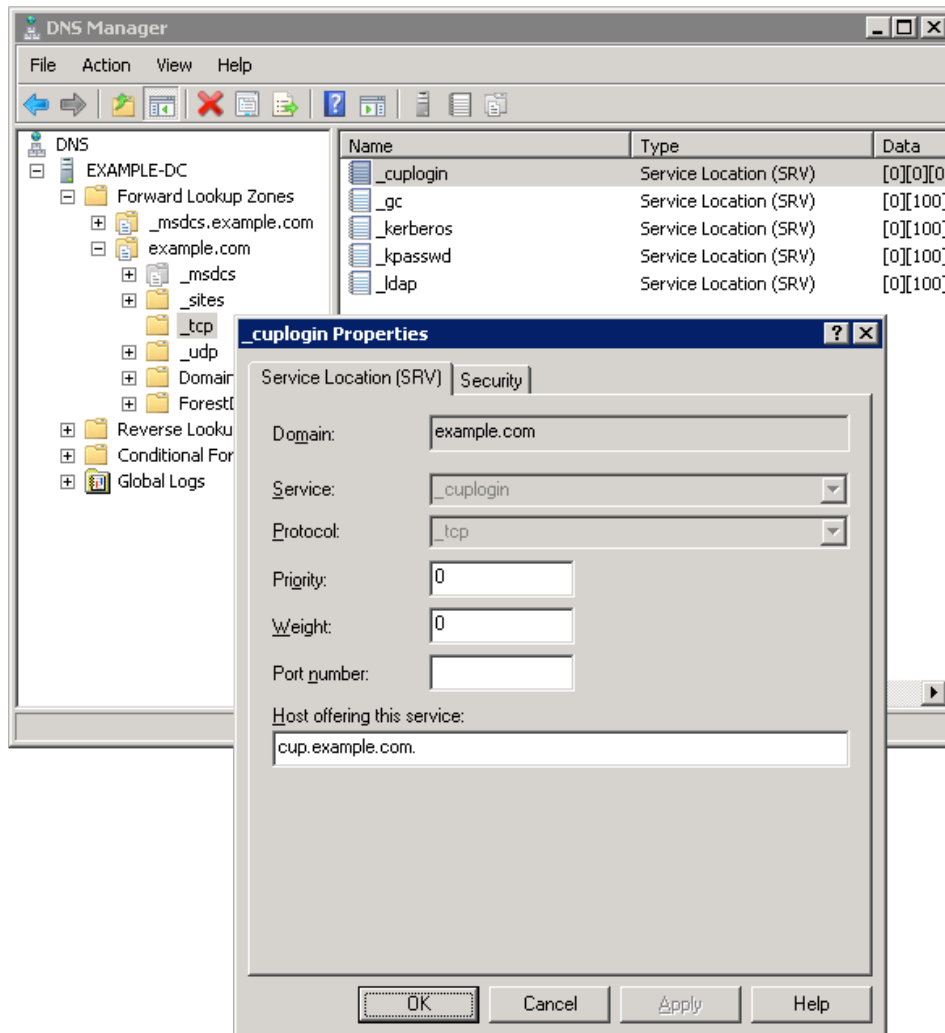 DNS Manager
File Action View Help
DNS
EXAMPLE-DC
Forward Lookup Zones
_msdcs.example.com
example.com
_msdcs
_sites
_tcp
_udp
Domain
ForestD
Reverse Looku
Conditional For
Global Logs
Name Type Data
_cuplogin Service Location (SRV) [0][0][0
_gc Service Location (SRV) [0][100]
_kerberos Service Location (SRV) [0][100]
_kpasswd Service Location (SRV) [0][100]
_ldap Service Location (SRV) [0][100]
_cuplogin Properties
Service Location (SRV) Security
Domain: example.com
Service: _cuplogin
Protocol: _tcp
Priority: 0
Weight: 0
Port number:
Host offering this service:
cup.example.com.
OK Cancel Apply Help